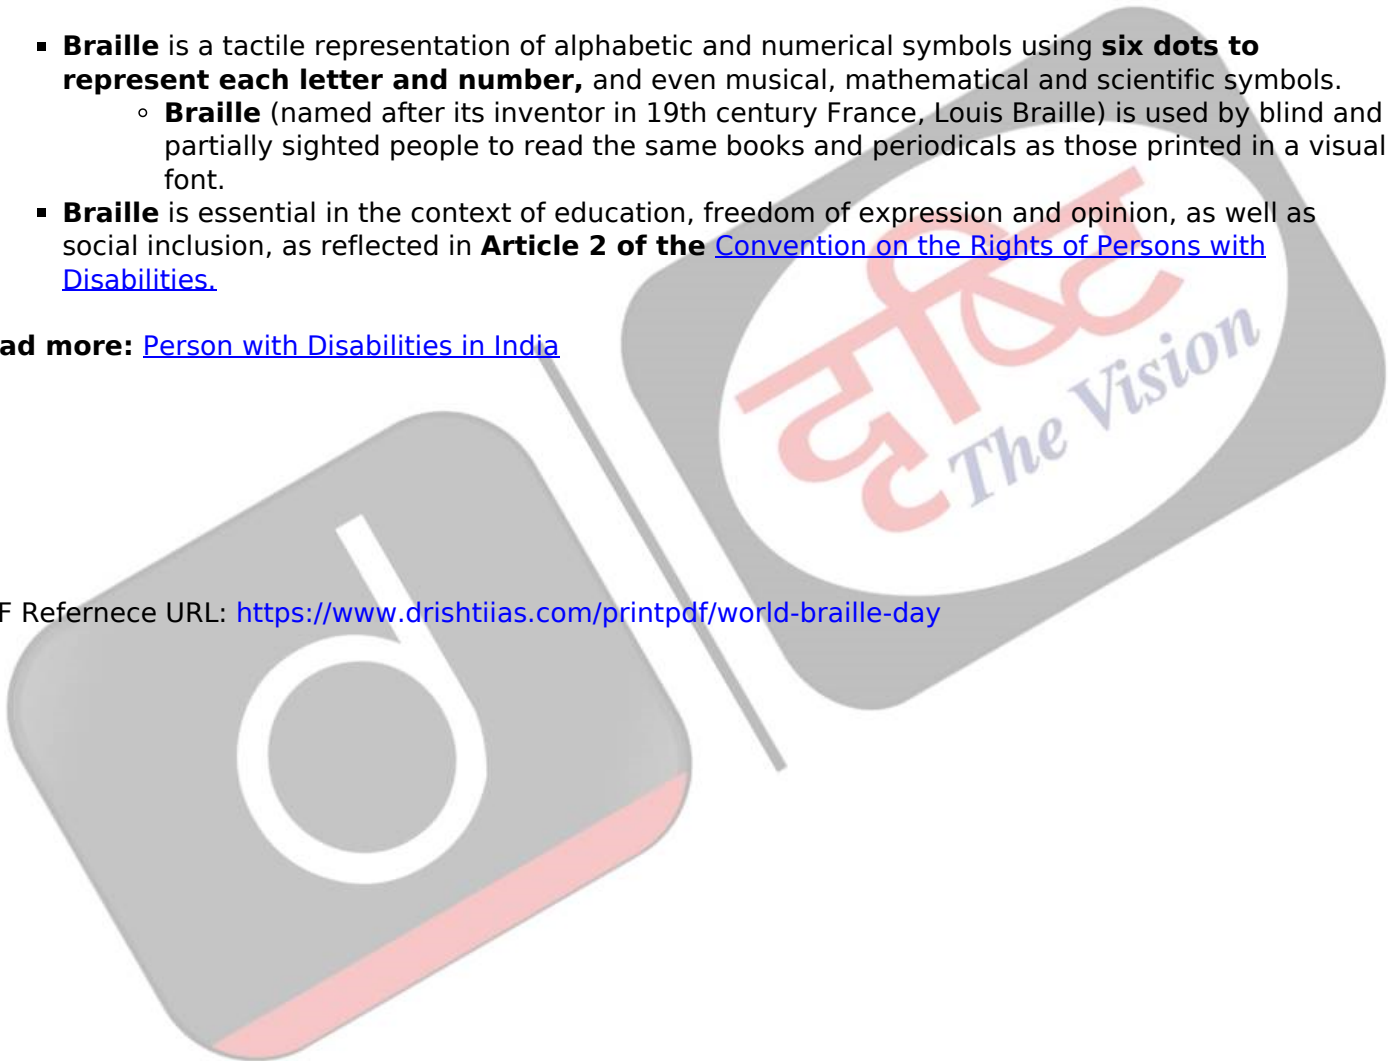 ▪ Braille is a tactile representation of alphabetic and numerical symbols using six dots to
represent each letter and number, and even musical, mathematical and scientific symbols.
◦ Braille (named after its inventor in 19th century France, Louis Braille) is used by blind and
partially sighted people to read the same books and periodicals as those printed in a visual
font.
▪ Braille is essential in the context of education, freedom of expression and opinion, as well as
social inclusion, as reflected in Article 2 of the Convention on the Rights of Persons with
Disabilities.
ad more: Person with Disabilities in India
दृष्टि
The Vision
d
F Refernece URL: https://www.drishtiias.com/printpdf/world-braille-day